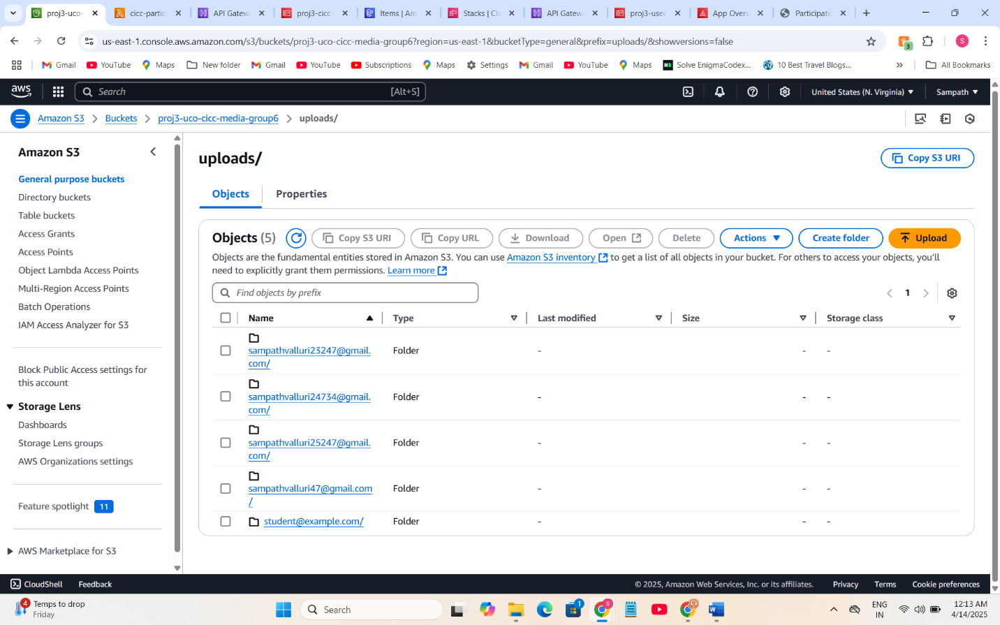 proj3-uco-
cicc-partici
API Gatewa
proj3-cicc-
Items | Am
Stacks | Clo
API Gatewa
proj3-user
App Overv
Participatio
us-east-1.console.aws.amazon.com/s3/buckets/proj3-uco-cicc-media-group6?region=us-east-1&bucketType=general&prefix=uploads/&showversions=false
3
S
Gmail
YouTube
Maps
New folder
Gmail
YouTube
Subscriptions
Maps
Settings
Gmail
YouTube
Maps
Solve EnigmaCodex...
10 Best Travel Blogs...
»
All Bookmarks
aws
Search
[Alt+S]
United States (N. Virginia)
Sampath
Amazon S3
Buckets
proj3-uco-cicc-media-group6
uploads/
Amazon S3
General purpose buckets
Directory buckets
Table buckets
Access Grants
Access Points
Object Lambda Access Points
Multi-Region Access Points
Batch Operations
IAM Access Analyzer for S3
Block Public Access settings for
this account
Storage Lens
Dashboards
Storage Lens groups
AWS Organizations settings
Feature spotlight 11
AWS Marketplace for S3
uploads/
Copy S3 URI
Objects
Properties
Objects (5)
Copy S3 URI
Copy URL
Download
Open
Delete
Actions
Create folder
Upload
Objects are the fundamental entities stored in Amazon S3. You can use Amazon S3 inventory to get a list of all objects in your bucket. For others to access your objects, you'll
need to explicitly grant them permissions. Learn more
Find objects by prefix
1
Name
Type
Last modified
Size
Storage class
sampathvalluri23247@gmail.
com/
Folder
-
-
-
sampathvalluri24734@gmail.
com/
Folder
-
-
-
sampathvalluri25247@gmail.
com/
Folder
-
-
-
sampathvalluri47@gmail.com
/
Folder
-
-
-
student@example.com/
Folder
-
-
-
CloudShell
Feedback
© 2025, Amazon Web Services, Inc. or its affiliates.
Privacy
Terms
Cookie preferences
4
Temps to drop
Friday
Search
1
S
ENG
IN
12:13 AM
4/14/2025